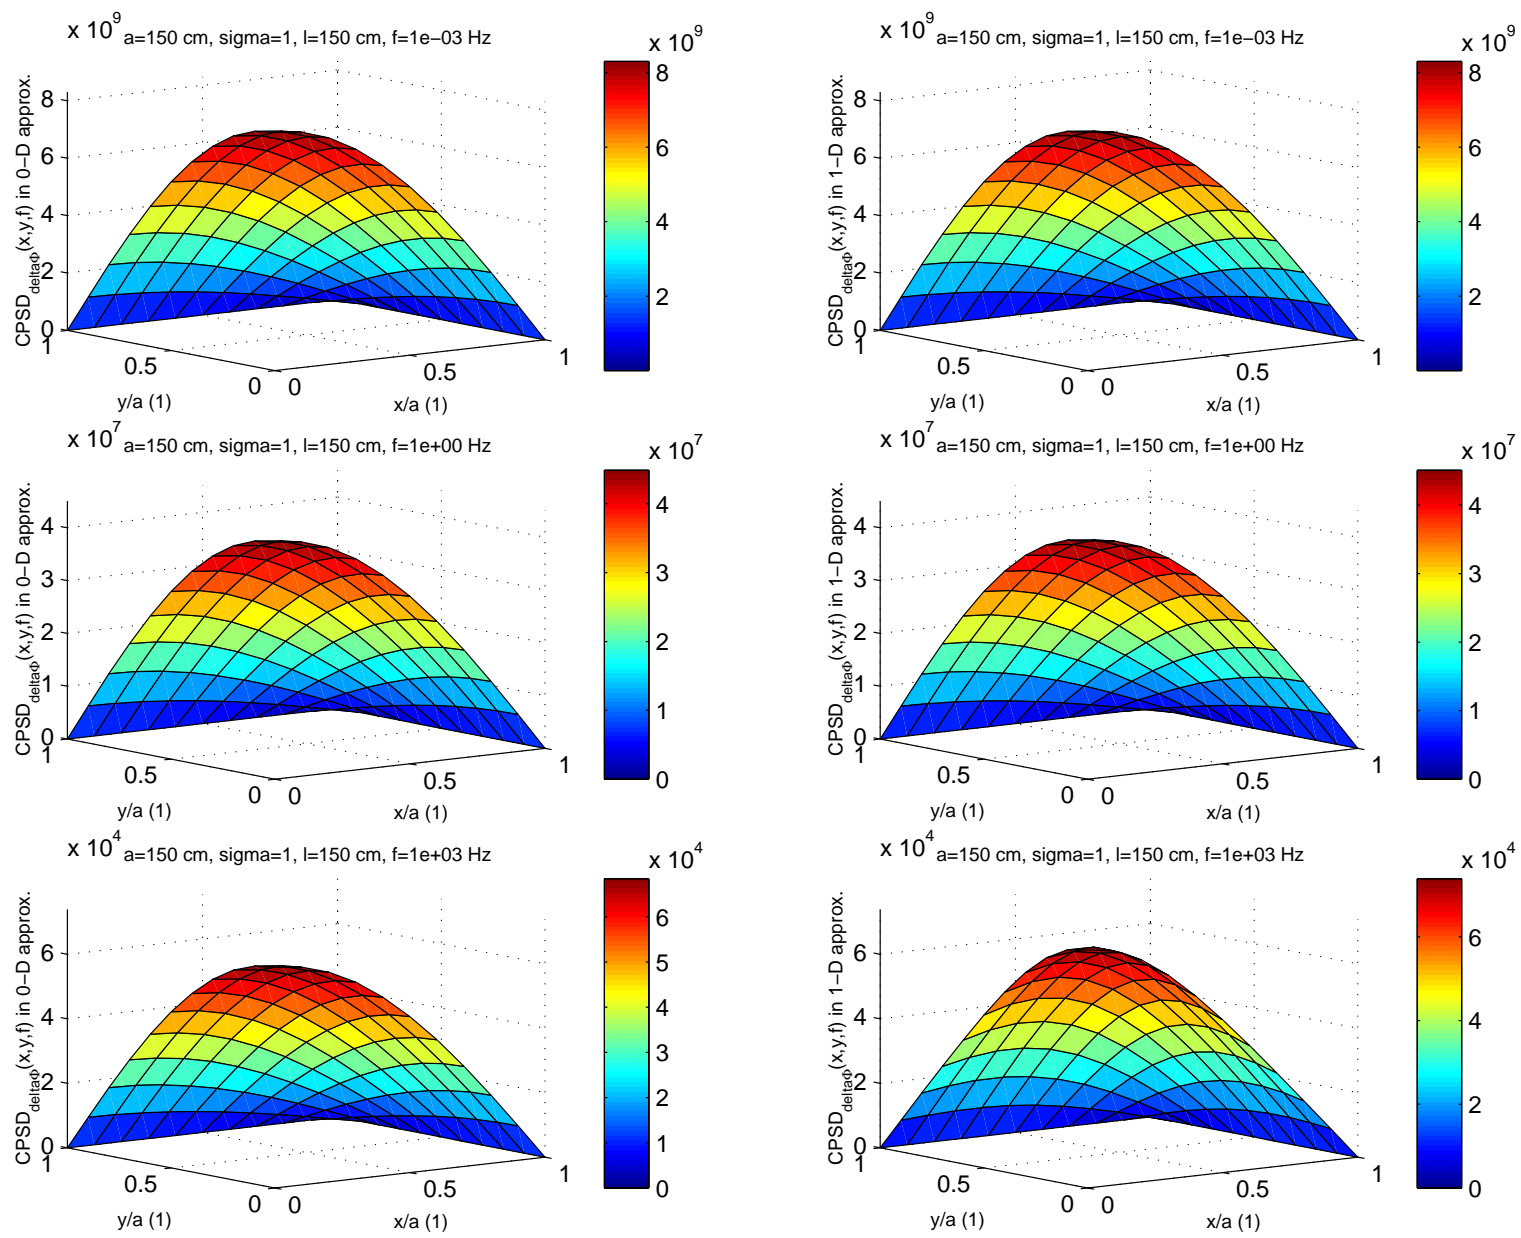 x 10^9
a=150 cm, sigma=1, l=150 cm, f=1e−03 Hz
x 10^9
CPSD_deltaΦ(x,y,f) in 0−D approx.
8
6
4
2
0
1
0.5
0
y/a (1)
0
0.5
1
x/a (1)
8
6
4
2
x 10^9
a=150 cm, sigma=1, l=150 cm, f=1e−03 Hz
x 10^9
CPSD_deltaΦ(x,y,f) in 1−D approx.
8
6
4
2
0
1
0.5
0
y/a (1)
0
0.5
1
x/a (1)
8
6
4
2
x 10^7
a=150 cm, sigma=1, l=150 cm, f=1e+00 Hz
x 10^7
CPSD_deltaΦ(x,y,f) in 0−D approx.
4
3
2
1
0
1
0.5
0
y/a (1)
0
0.5
1
x/a (1)
4
3
2
1
0
x 10^7
a=150 cm, sigma=1, l=150 cm, f=1e+00 Hz
x 10^7
CPSD_deltaΦ(x,y,f) in 1−D approx.
4
3
2
1
0
1
0.5
0
y/a (1)
0
0.5
1
x/a (1)
4
3
2
1
0
x 10^4
a=150 cm, sigma=1, l=150 cm, f=1e+03 Hz
x 10^4
CPSD_deltaΦ(x,y,f) in 0−D approx.
6
4
2
0
1
0.5
0
y/a (1)
0
0.5
1
x/a (1)
6
5
4
3
2
1
0
x 10^4
a=150 cm, sigma=1, l=150 cm, f=1e+03 Hz
x 10^4
CPSD_deltaΦ(x,y,f) in 1−D approx.
6
4
2
0
1
0.5
0
y/a (1)
0
0.5
1
x/a (1)
6
4
2
0